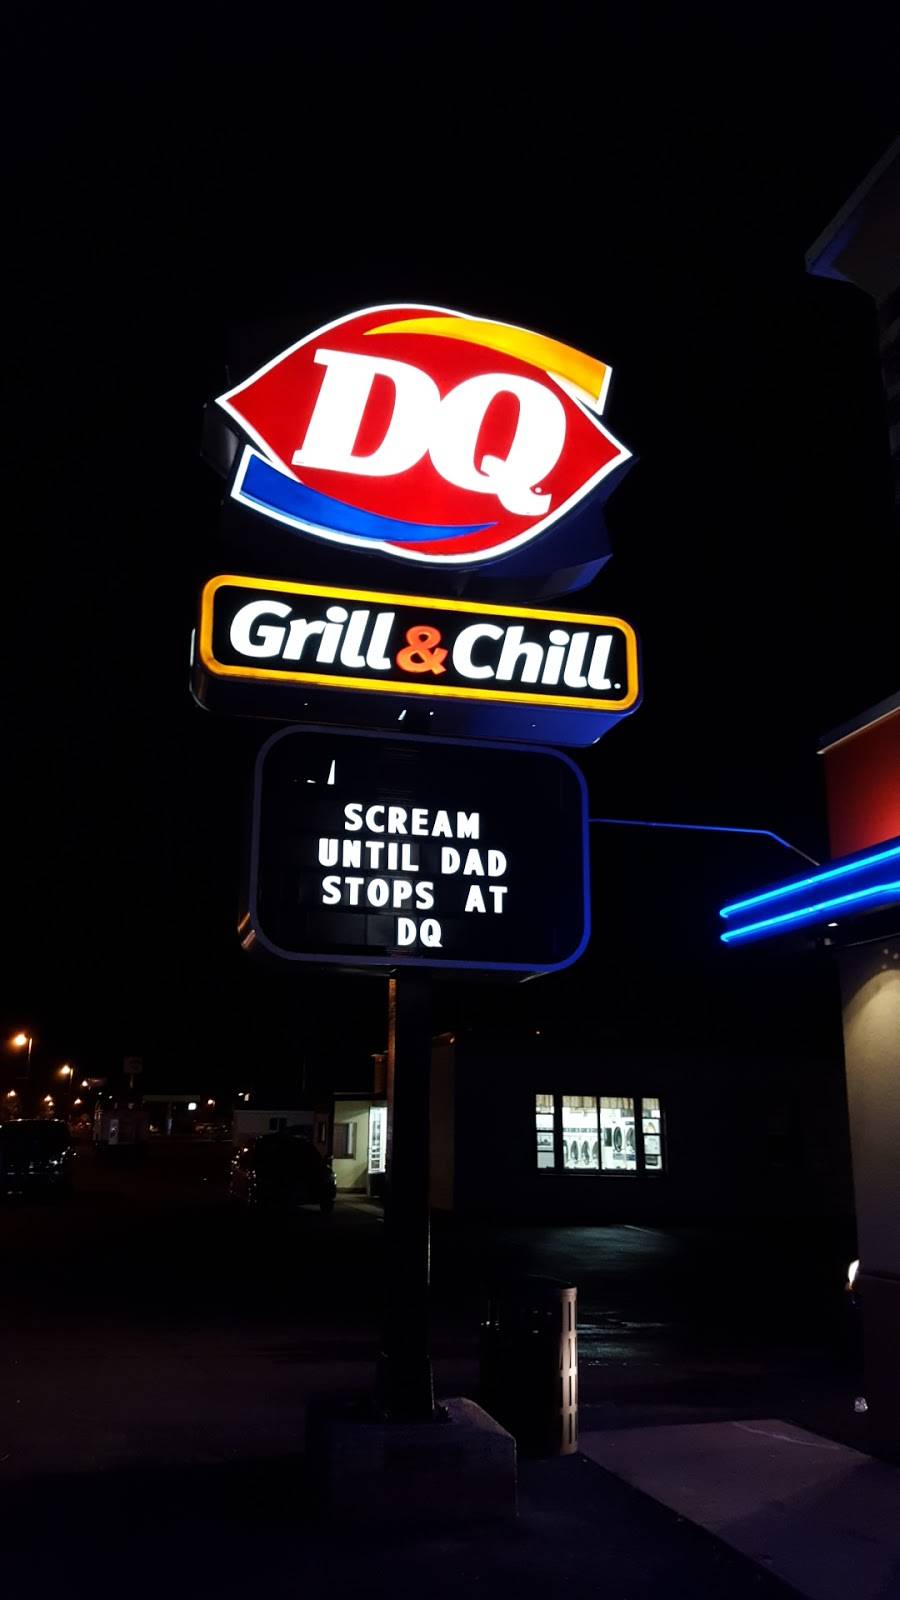 DQ
Grill & Chill
SCREAM
UNTIL DAD
STOPS AT
DQ